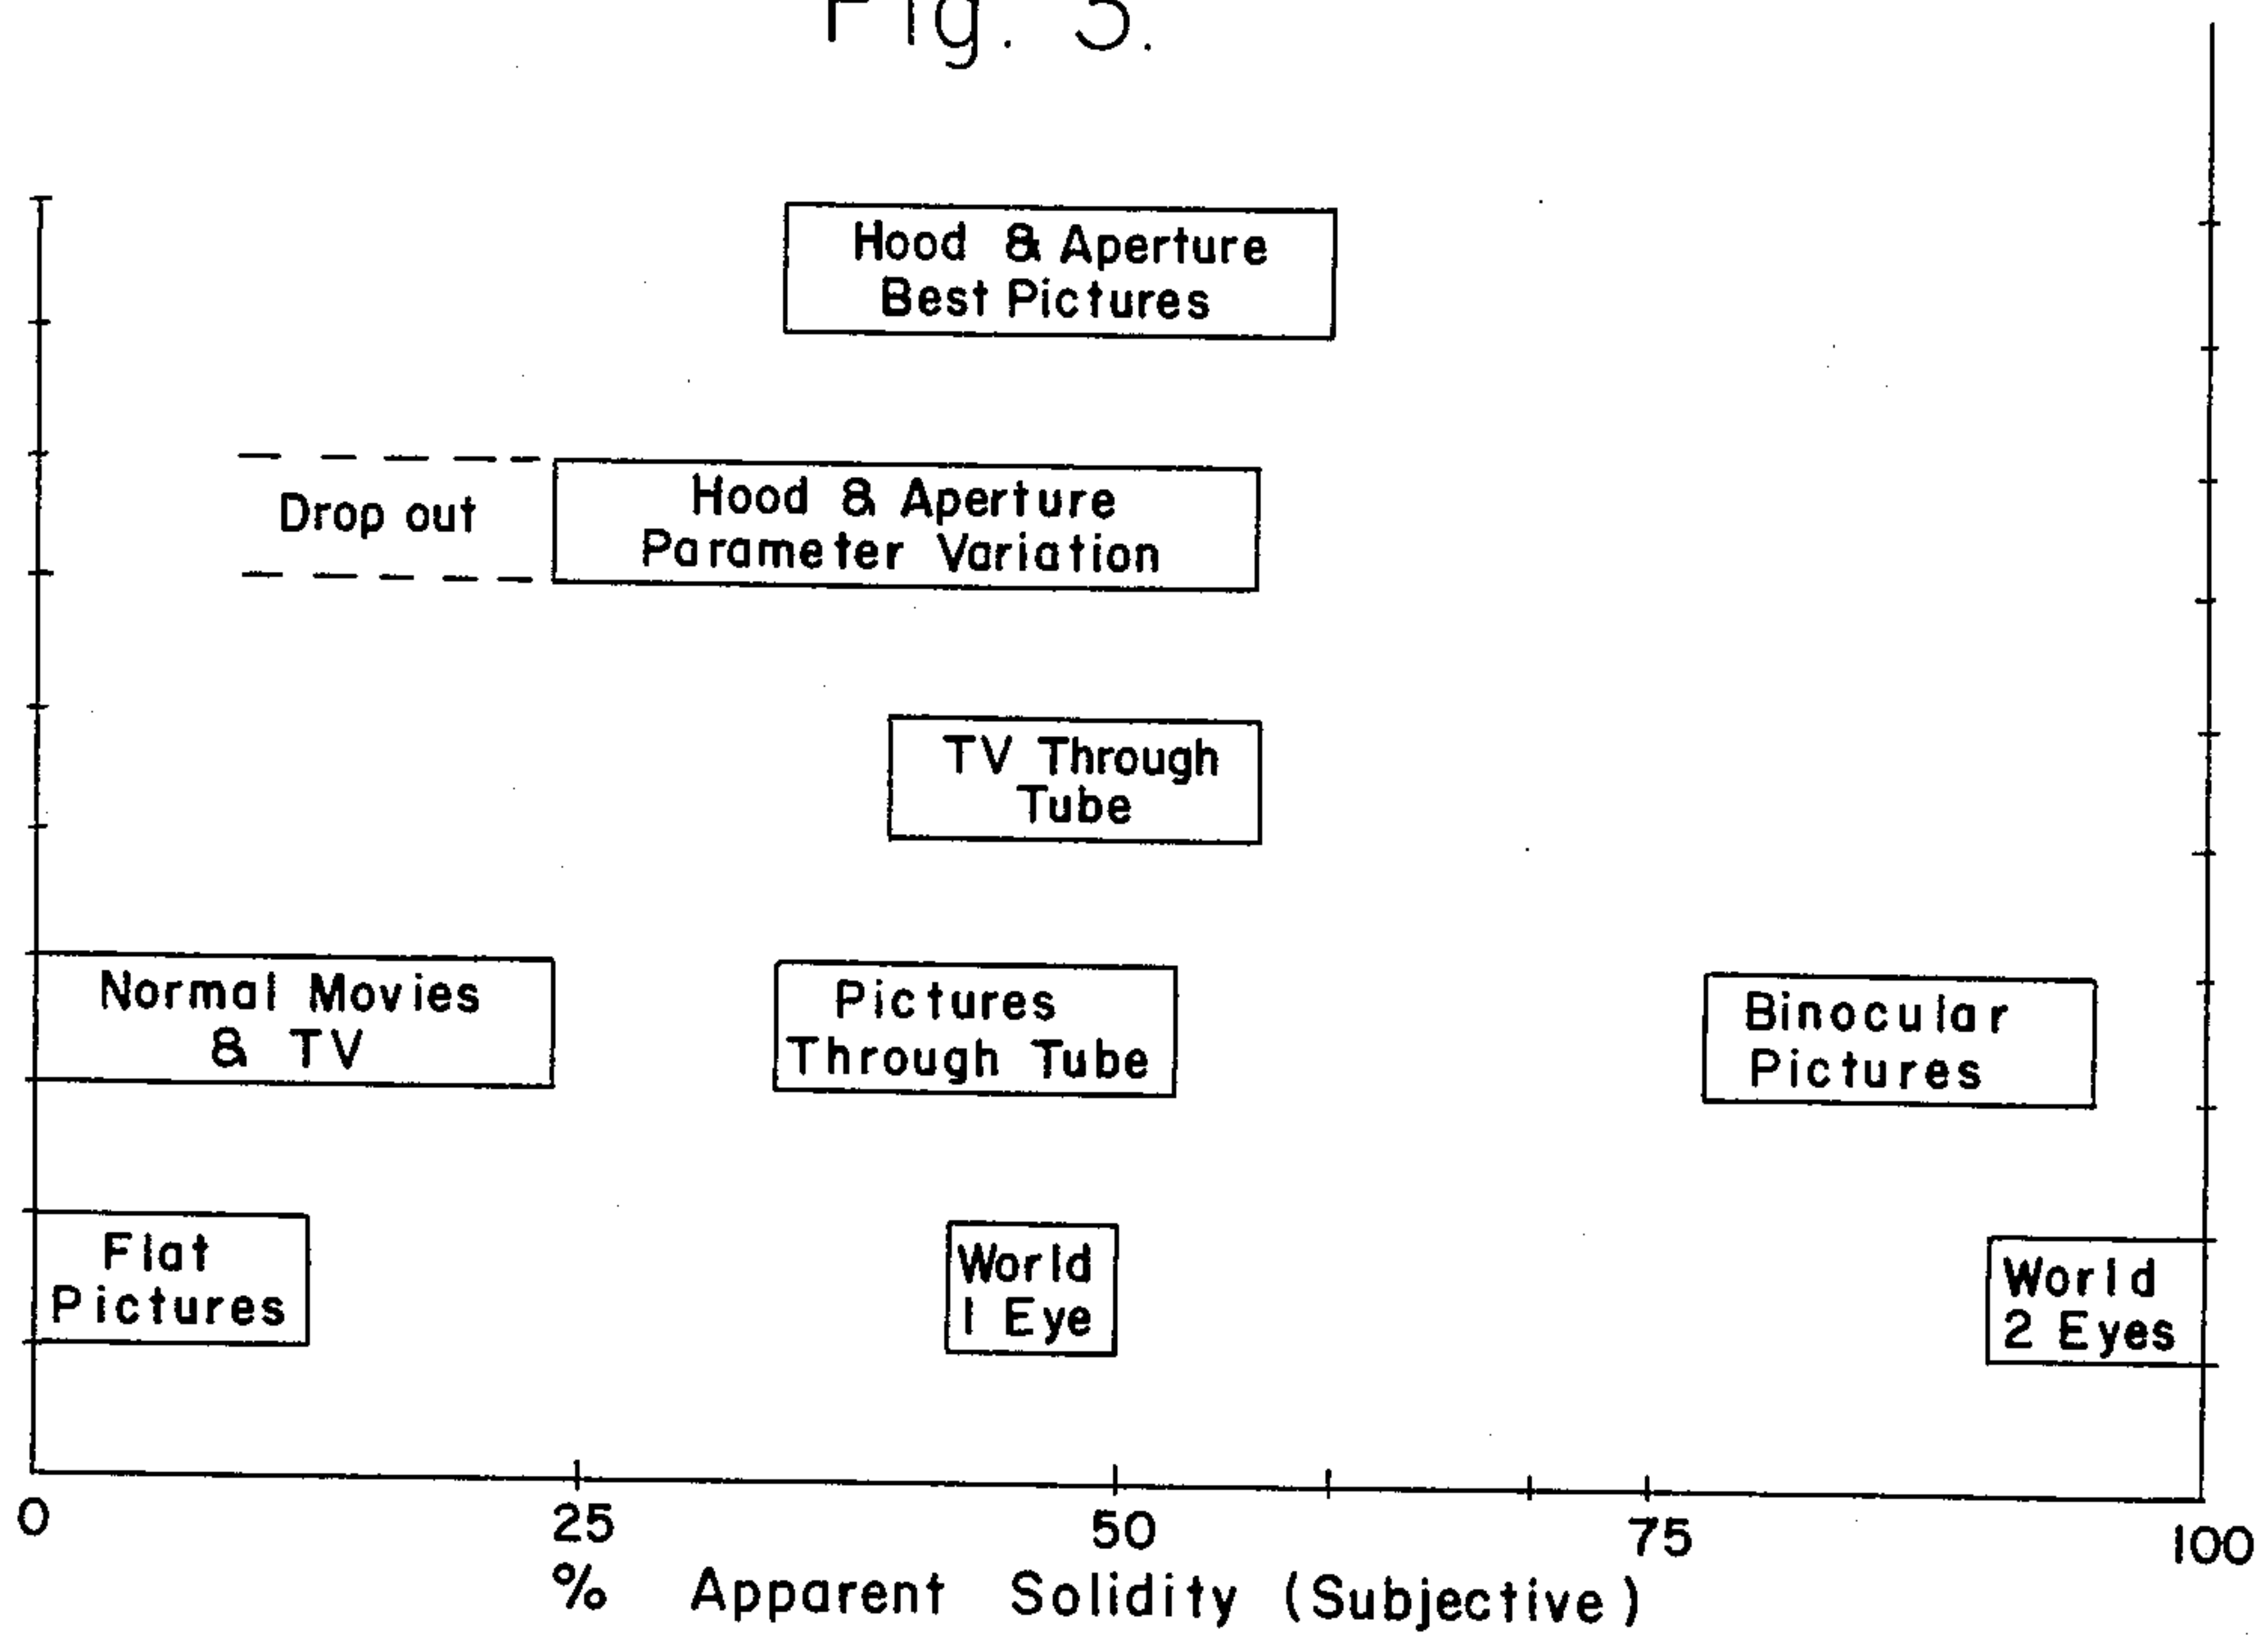 Fig. 5.
Hood & Aperture
Best Pictures
Drop out
Hood & Aperture
Parameter Variation
TV Through
Tube
Normal Movies
& TV
Pictures
Through Tube
Binocular
Pictures
Flat
Pictures
World
1 Eye
World
2 Eyes
0
25
50
75
100
% Apparent Solidity (Subjective)